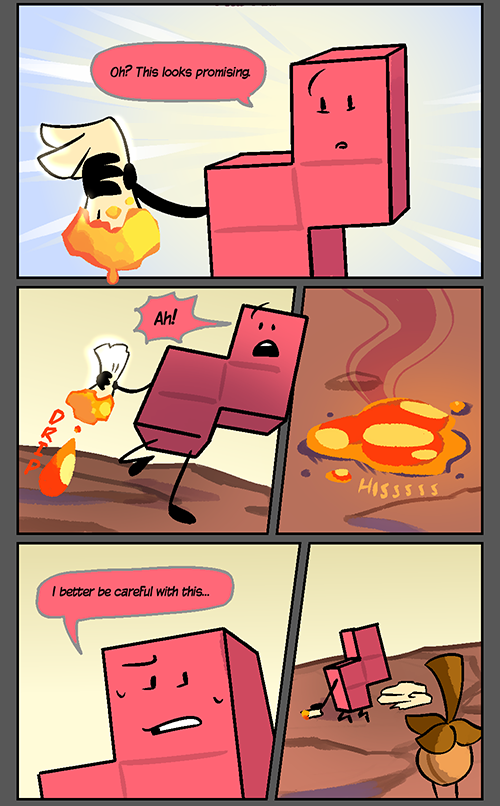 Oh? This looks promising.
Ah!
DRIP
HISSSSS
I better be careful with this...